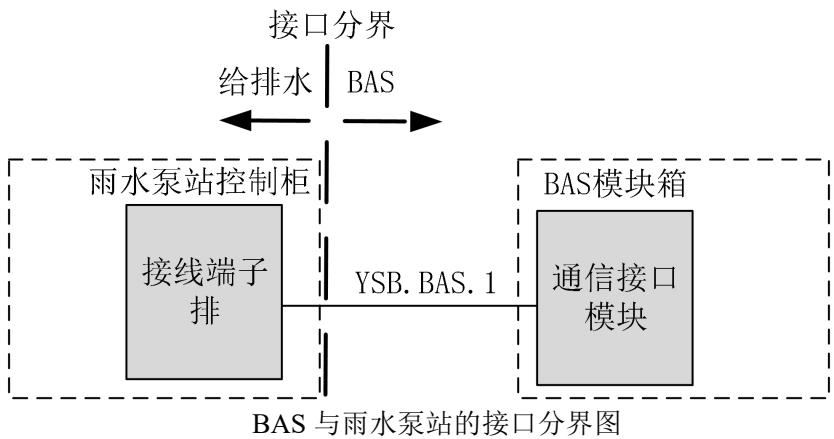 接口分界
给排水
BAS
雨水泵站控制柜
BAS模块箱
接线端子
排
YSB.BAS.1
通信接口
模块
BAS 与雨水泵站的接口分界图